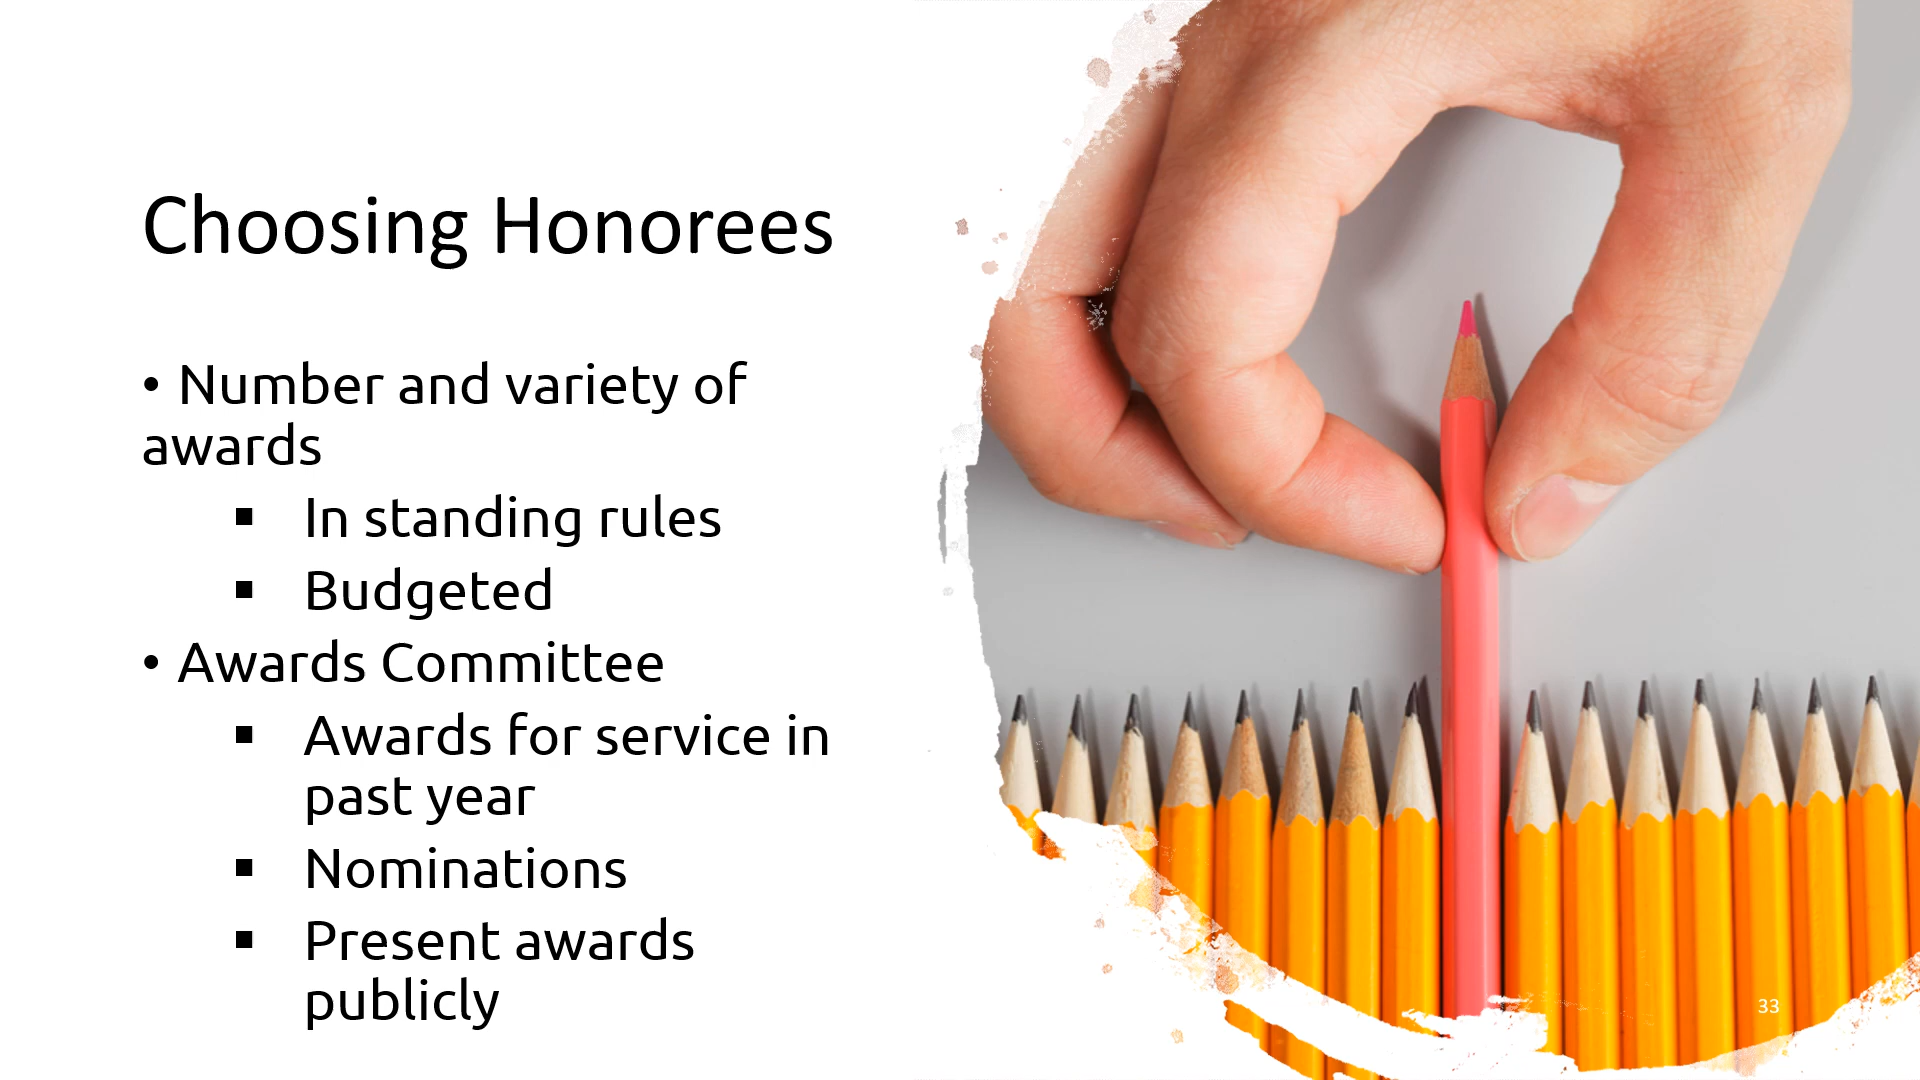 Choosing Honorees
• Number and variety of
awards
▪ In standing rules
▪ Budgeted
• Awards Committee
▪ Awards for service in
past year
▪ Nominations
▪ Present awards
publicly
33